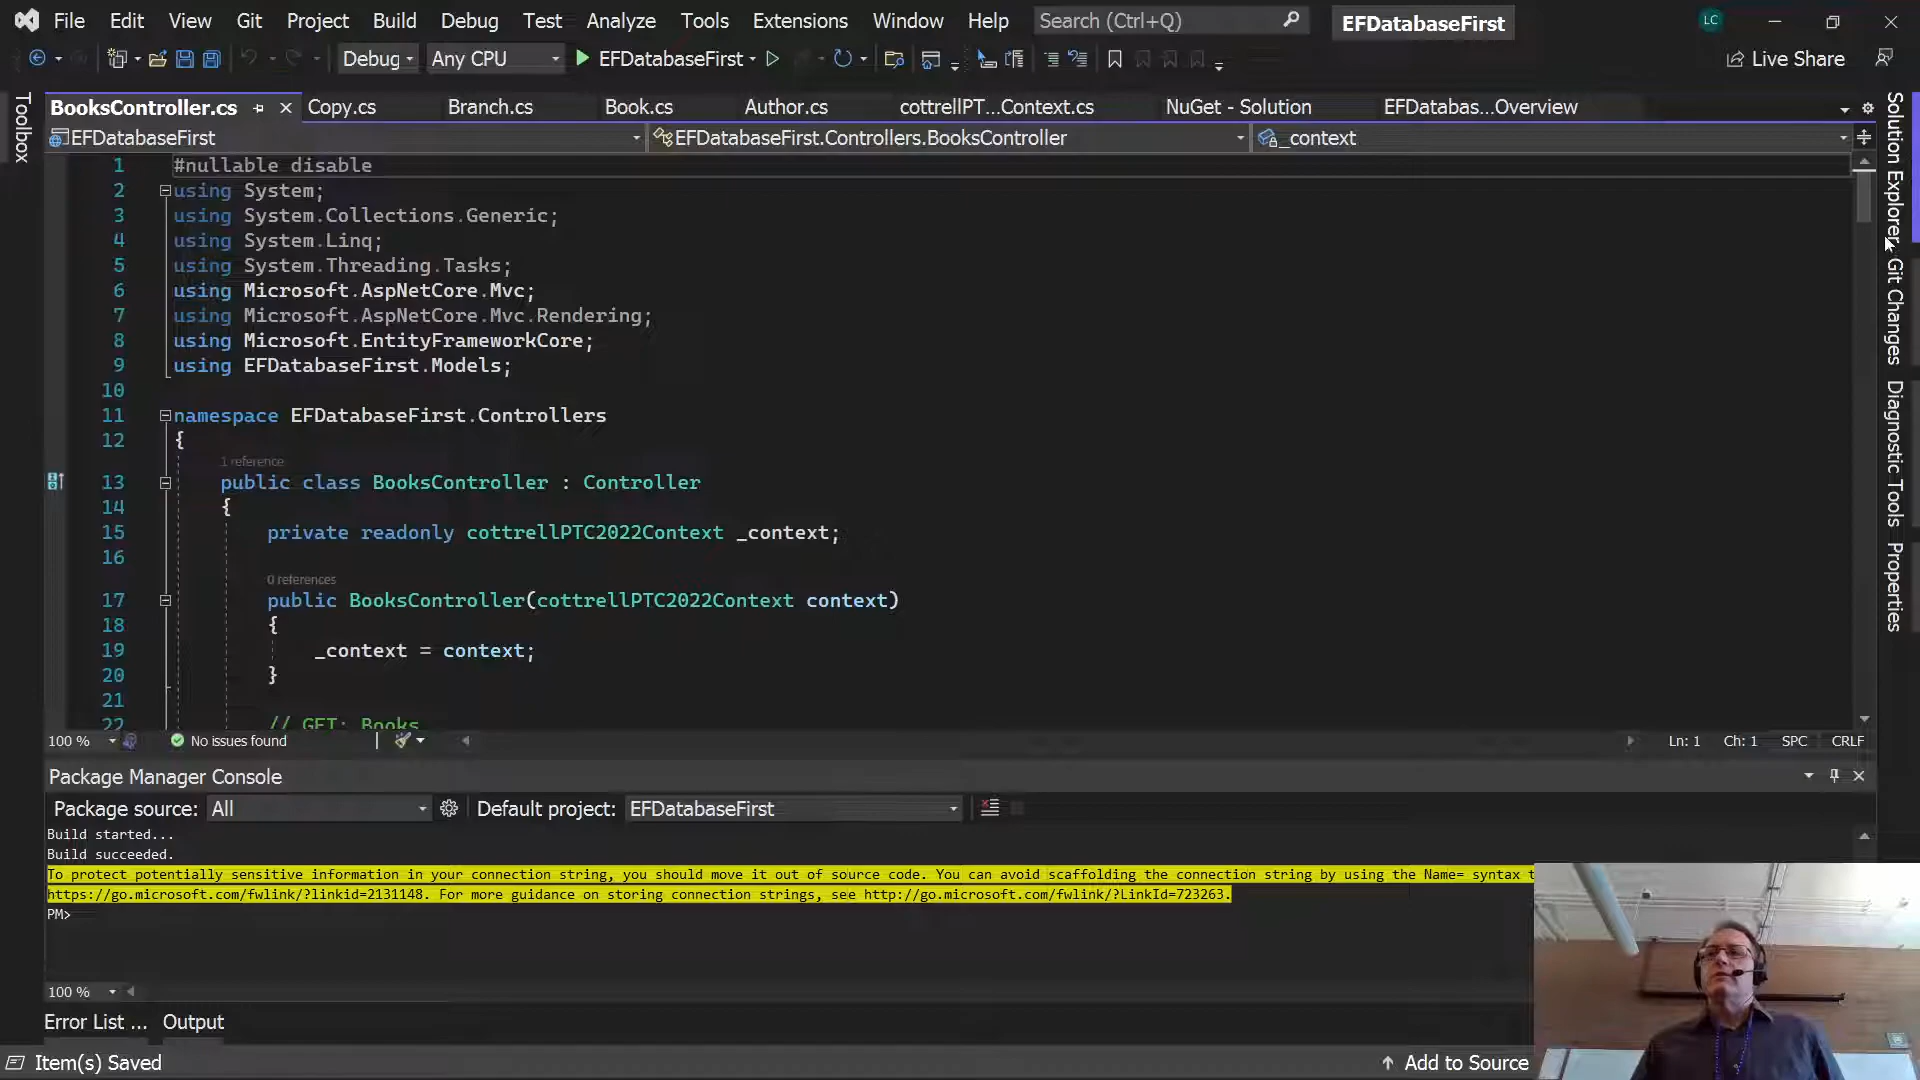 File Edit View Git Project Build Debug Test Analyze Tools Extensions Window Help Search (Ctrl+Q) EFDatabaseFirst LC
Debug Any CPU EFDatabaseFirst Live Share
Toolbox
BooksController.cs Copy.cs Branch.cs Book.cs Author.cs cottrellPT...Context.cs NuGet - Solution EFDatabas...Overview
EFDatabaseFirst EFDatabaseFirst.Controllers.BooksController _context
1 #nullable disable
2 using System;
3 using System.Collections.Generic;
4 using System.Linq;
5 using System.Threading.Tasks;
6 using Microsoft.AspNetCore.Mvc;
7 using Microsoft.AspNetCore.Mvc.Rendering;
8 using Microsoft.EntityFrameworkCore;
9 using EFDatabaseFirst.Models;
10
11 namespace EFDatabaseFirst.Controllers
12 {
1 reference
13 public class BooksController : Controller
14 {
15 private readonly cottrellPTC2022Context _context;
16
0 references
17 public BooksController(cottrellPTC2022Context context)
18 {
19 _context = context;
20 }
21
22 // GET: Books
Solution Explorer
Git Changes
Diagnostic Tools
Properties
100 % No issues found Ln: 1 Ch: 1 SPC CRLF
Package Manager Console
Package source: All Default project: EFDatabaseFirst
Build started...
Build succeeded.
To protect potentially sensitive information in your connection string, you should move it out of source code. You can avoid scaffolding the connection string by using the Name= syntax t
https://go.microsoft.com/fwlink/?linkid=2131148. For more guidance on storing connection strings, see http://go.microsoft.com/fwlink/?LinkId=723263.
PM>
100 %
Error List ... Output
Item(s) Saved Add to Source